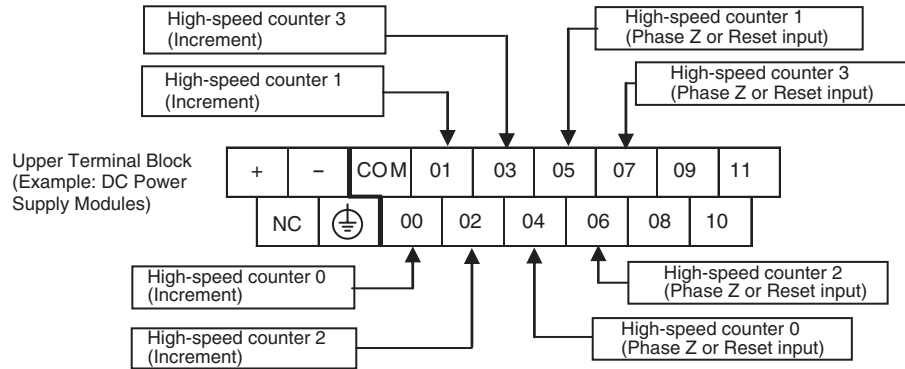 High-speed counter 3
(Increment)
High-speed counter 1
(Phase Z or Reset input)
High-speed counter 1
(Increment)
High-speed counter 3
(Phase Z or Reset input)
Upper Terminal Block
(Example: DC Power
Supply Modules)
+ – COM 01 03 05 07 09 11
NC 00 02 04 06 08 10
High-speed counter 0
(Increment)
High-speed counter 2
(Phase Z or Reset input)
High-speed counter 2
(Increment)
High-speed counter 0
(Phase Z or Reset input)